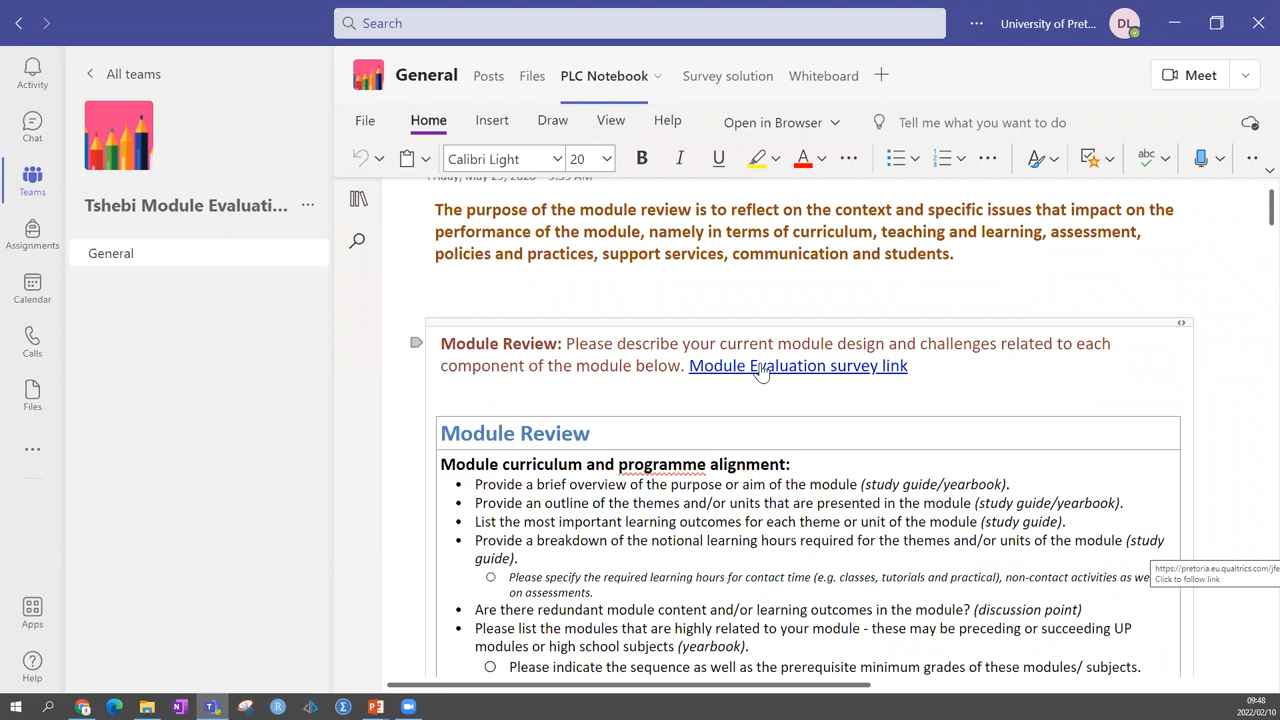 Search
University of Pret...
DL
Activity
Chat
Teams
Assignments
Calendar
Calls
Files
Apps
Help
All teams
Tshebi Module Evaluati...
General
General
Posts
Files
PLC Notebook
Survey solution
Whiteboard
Meet
File
Home
Insert
Draw
View
Help
Open in Browser
Tell me what you want to do
Calibri Light
20
B
I
U
A
abc
The purpose of the module review is to reflect on the context and specific issues that impact on the
performance of the module, namely in terms of curriculum, teaching and learning, assessment,
policies and practices, support services, communication and students.
Module Review: Please describe your current module design and challenges related to each
component of the module below. Module Evaluation survey link
Module Review
Module curriculum and programme alignment:
• Provide a brief overview of the purpose or aim of the module (study guide/yearbook).
• Provide an outline of the themes and/or units that are presented in the module (study guide/yearbook).
• List the most important learning outcomes for each theme or unit of the module (study guide).
• Provide a breakdown of the notional learning hours required for the themes and/or units of the module (study
guide).
○ Please specify the required learning hours for contact time (e.g. classes, tutorials and practical), non-contact activities as we
on assessments.
• Are there redundant module content and/or learning outcomes in the module? (discussion point)
• Please list the modules that are highly related to your module - these may be preceding or succeeding UP
modules or high school subjects (yearbook).
○ Please indicate the sequence as well as the prerequisite minimum grades of these modules/ subjects.
https://pretoria.eu.qualtrics.com/jfe
Click to follow link
09:48
2022/02/10